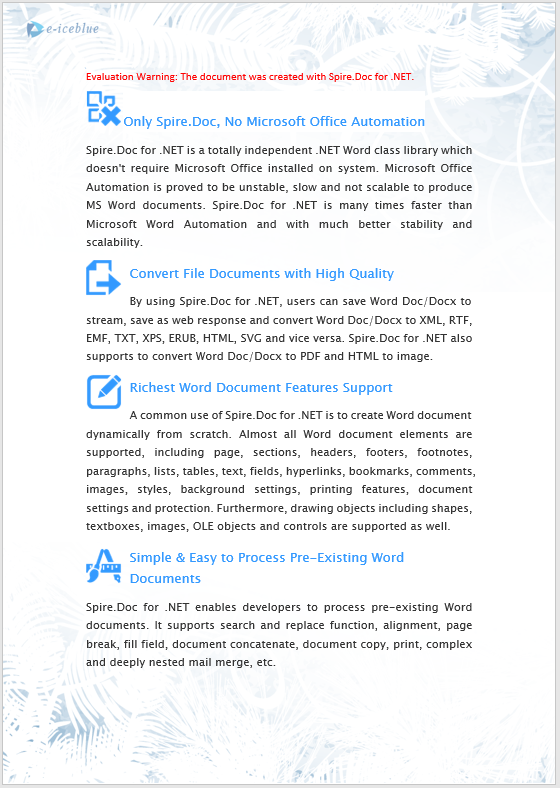 e-iceblue
Evaluation Warning: The document was created with Spire.Doc for .NET.
Only Spire.Doc, No Microsoft Office Automation
Spire.Doc for .NET is a totally independent .NET Word class library which
doesn't require Microsoft Office installed on system. Microsoft Office
Automation is proved to be unstable, slow and not scalable to produce
MS Word documents. Spire.Doc for .NET is many times faster than
Microsoft Word Automation and with much better stability and
scalability.
Convert File Documents with High Quality
By using Spire.Doc for .NET, users can save Word Doc/Docx to
stream, save as web response and convert Word Doc/Docx to XML, RTF,
EMF, TXT, XPS, ERUB, HTML, SVG and vice versa. Spire.Doc for .NET also
supports to convert Word Doc/Docx to PDF and HTML to image.
Richest Word Document Features Support
A common use of Spire.Doc for .NET is to create Word document
dynamically from scratch. Almost all Word document elements are
supported, including page, sections, headers, footers, footnotes,
paragraphs, lists, tables, text, fields, hyperlinks, bookmarks, comments,
images, styles, background settings, printing features, document
settings and protection. Furthermore, drawing objects including shapes,
textboxes, images, OLE objects and controls are supported as well.
Simple & Easy to Process Pre-Existing Word
Documents
Spire.Doc for .NET enables developers to process pre-existing Word
documents. It supports search and replace function, alignment, page
break, fill field, document concatenate, document copy, print, complex
and deeply nested mail merge, etc.